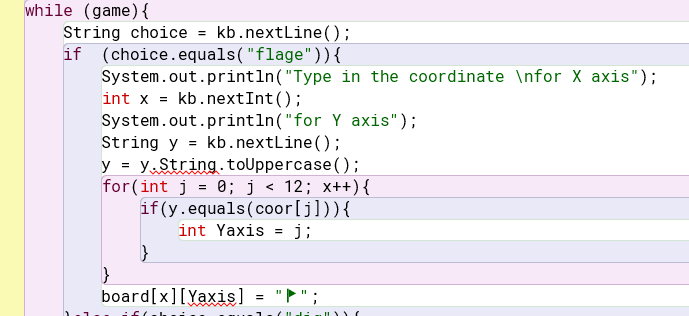 while (game){
String choice = kb.nextLine();
if  (choice.equals("flage")){
System.out.println("Type in the coordinate \nfor X axis");
int x = kb.nextInt();
System.out.println("for Y axis");
String y = kb.nextLine();
y = y.String.toUppercase();
for(int j = 0; j < 12; x++){
if(y.equals(coor[j])){
int Yaxis = j;
}
}
board[x][Yaxis] = "⚑";
}else if(choice.equals("dig")){